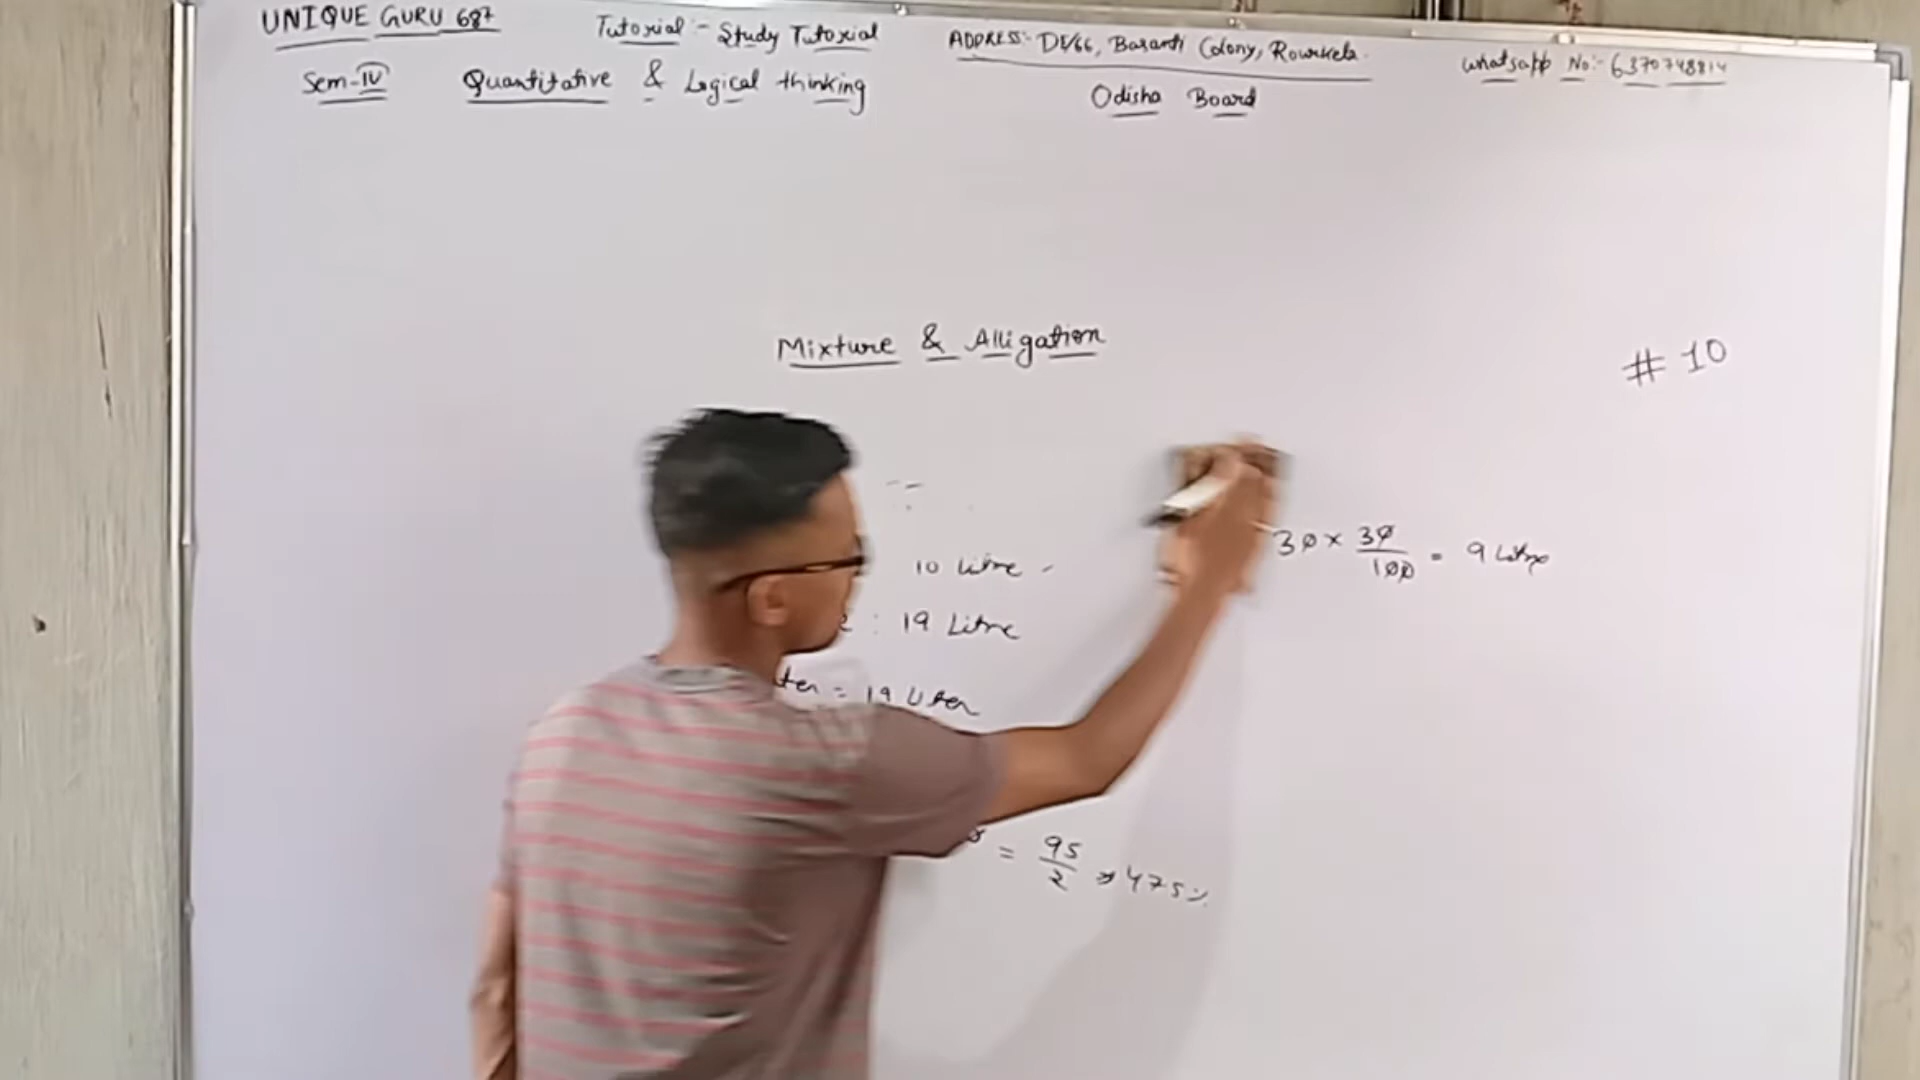 UNIQUE GURU 687
Tutorial - Study Tutorial
ADDRESS:- DI/66, Basanti Colony, Rourkela.
whatsapp No:- 6370748814
Sem-IV
Quantitative & Logical thinking
Odisha Board
Mixture & Alligation
# 10
10 Litre
30 × 30/100 = 9 Litre
: 19 Litre
= 19 Liter
= 95/2 → 47.5%